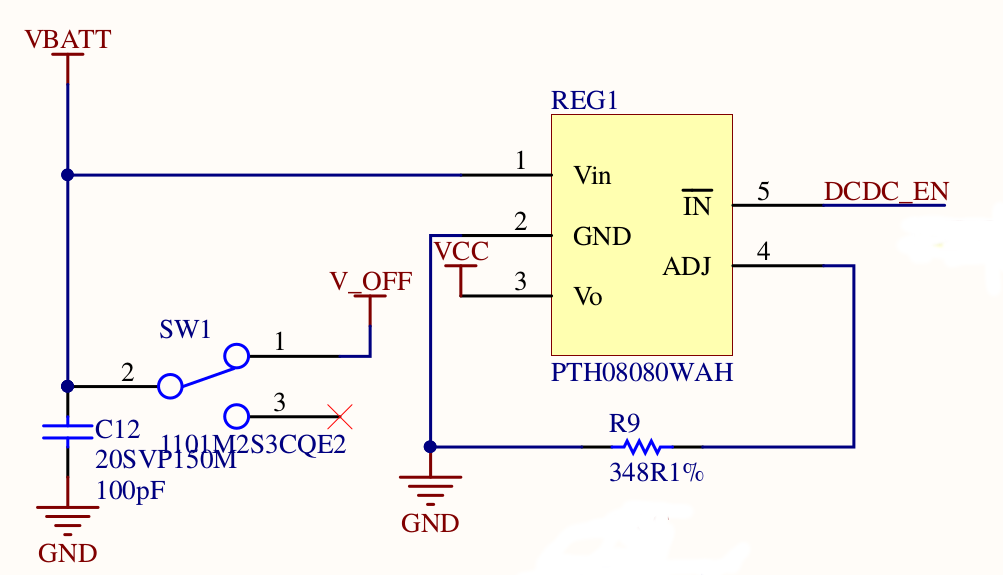 VBATT
REG1
1
Vin
IN
5
DCDC_EN
2
GND
VCC
ADJ
4
V_OFF
3
Vo
SW1
1
2
PTH08080WAH
3
C12
1101M2S3CQE2
R9
20SVP150M
348R1%
100pF
GND
GND